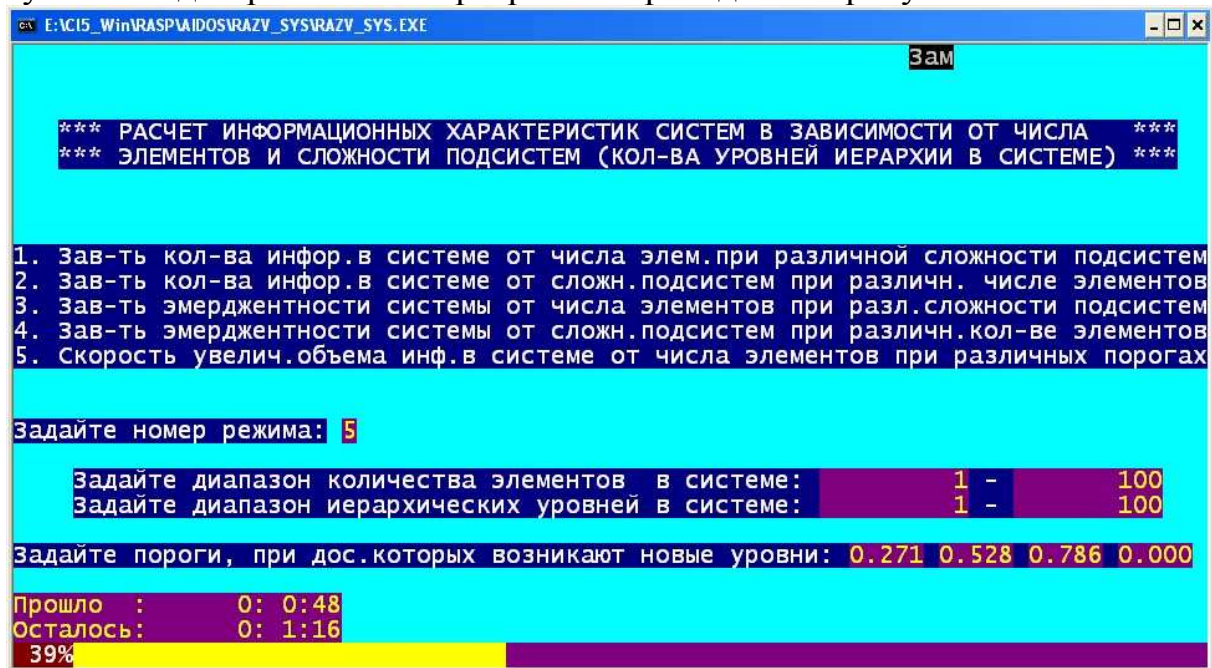 E:\CI5_Win\RASP\AIDOS\RAZV_SYS\RAZV_SYS.EXE
Зам
*** РАСЧЕТ ИНФОРМАЦИОННЫХ ХАРАКТЕРИСТИК СИСТЕМ В ЗАВИСИМОСТИ ОТ ЧИСЛА ***
*** ЭЛЕМЕНТОВ И СЛОЖНОСТИ ПОДСИСТЕМ (КОЛ-ВА УРОВНЕЙ ИЕРАРХИИ В СИСТЕМЕ) ***
1. Зав-ть кол-ва инфор.в системе от числа элем.при различной сложности подсистем
2. Зав-ть кол-ва инфор.в системе от сложн.подсистем при различн. числе элементов
3. Зав-ть эмерджентности системы от числа элементов при разл.сложности подсистем
4. Зав-ть эмерджентности системы от сложн.подсистем при различн.кол-ве элементов
5. Скорость увелич.объема инф.в системе от числа элементов при различных порогах
Задайте номер режима: 5
Задайте диапазон количества элементов в системе: 1 - 100
Задайте диапазон иерархических уровней в системе: 1 - 100
Задайте пороги, при дос.которых возникают новые уровни: 0.271 0.528 0.786 0.000
Прошло : 0: 0:48
Осталось: 0: 1:16
39%